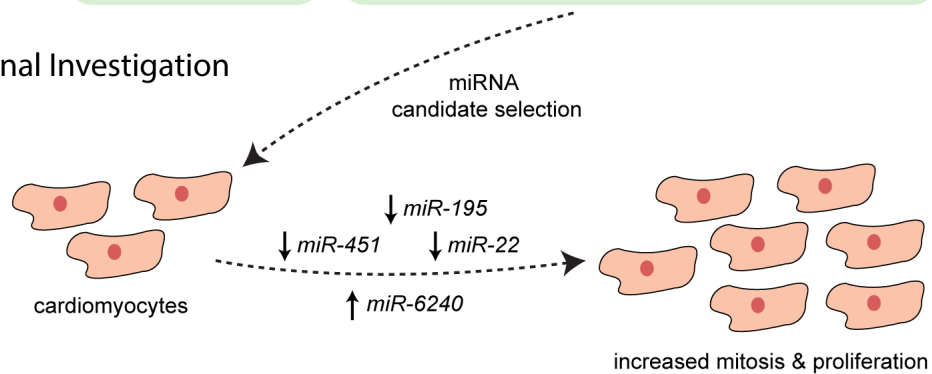 nal Investigation
miRNA
candidate selection
↓ miR-195
↓ miR-451 ↓ miR-22
↑ miR-6240
cardiomyocytes
increased mitosis & proliferation